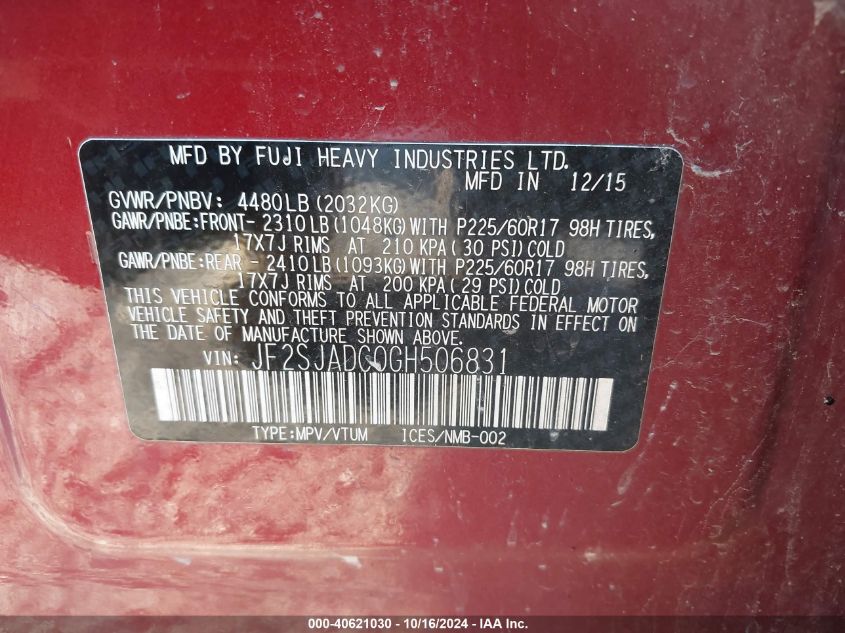 MFD BY FUJI HEAVY INDUSTRIES LTD.
MFD IN 12/15
GVWR/PNBV: 4480LB (2032KG)
GAWR/PNBE:FRONT- 2310LB (1048KG) WITH P225/60R17 98H TIRES,
17X7J RIMS AT 210 KPA ( 30 PSI) COLD
GAWR/PNBE:REAR - 2410LB (1093KG) WITH P225/60R17 98H TIRES,
17X7J RIMS AT 200 KPA ( 29 PSI) COLD
THIS VEHICLE CONFORMS TO ALL APPLICABLE FEDERAL MOTOR
VEHICLE SAFETY AND THEFT PREVENTION STANDARDS IN EFFECT ON
THE DATE OF MANUFACTURE SHOWN ABOVE.
VIN: JF2SJADC0GH506831
TYPE:MPV/VTUM ICES/NMB-002
000-40621030 - 10/16/2024 - IAA Inc.